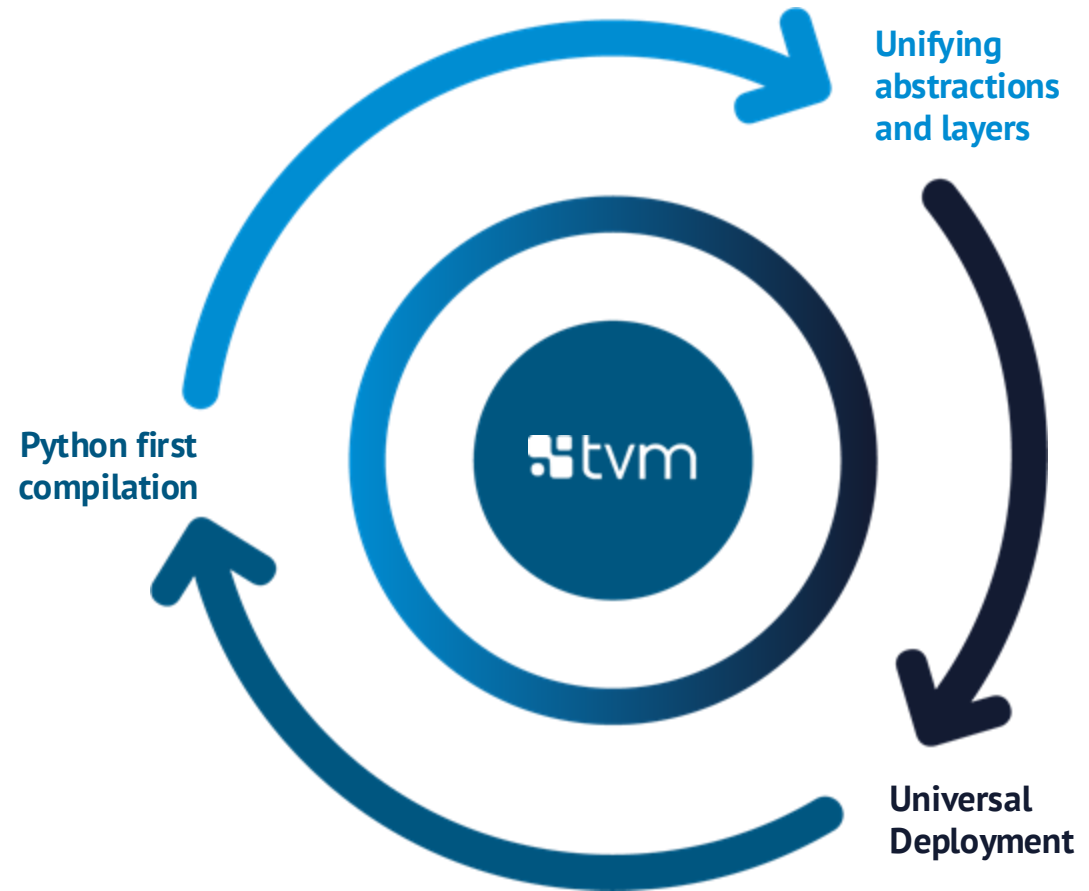 Unifying
abstractions
and layers
Python first
compilation
tvm
Universal
Deployment